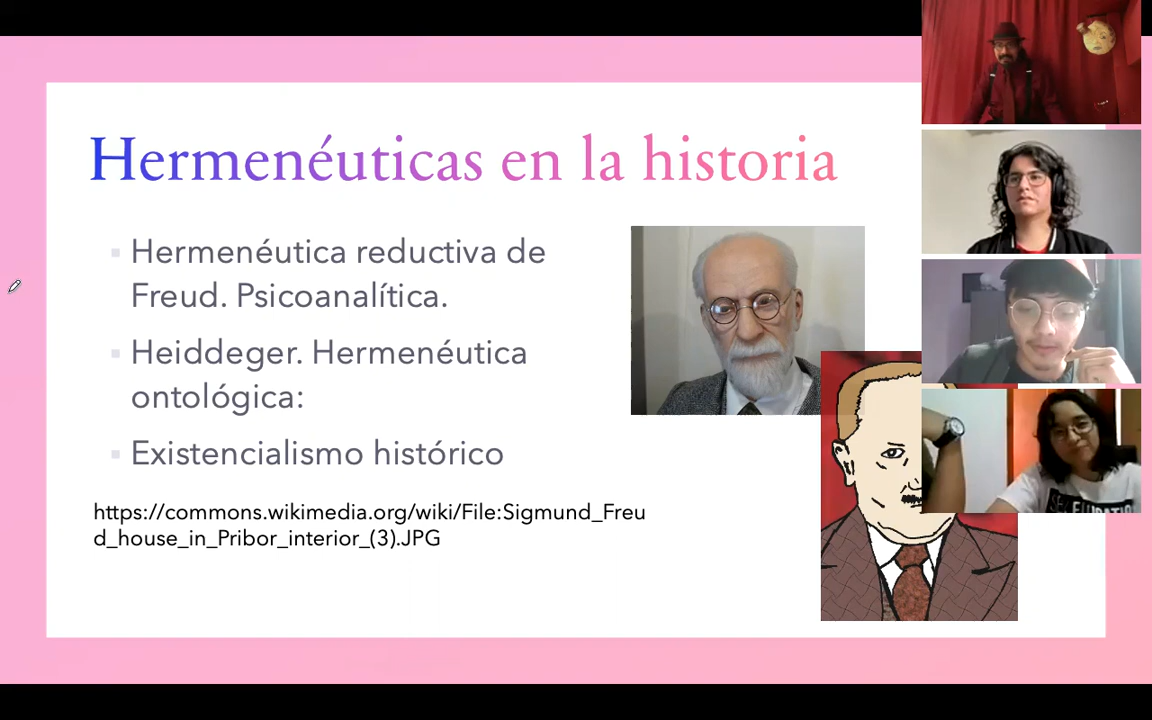 Hermenéuticas en la historia
Hermenéutica reductiva de
Freud. Psicoanalítica.
Heiddeger. Hermenéutica
ontológica:
Existencialismo histórico
https://commons.wikimedia.org/wiki/File:Sigmund_Freu
d_house_in_Pribor_interior_(3).JPG